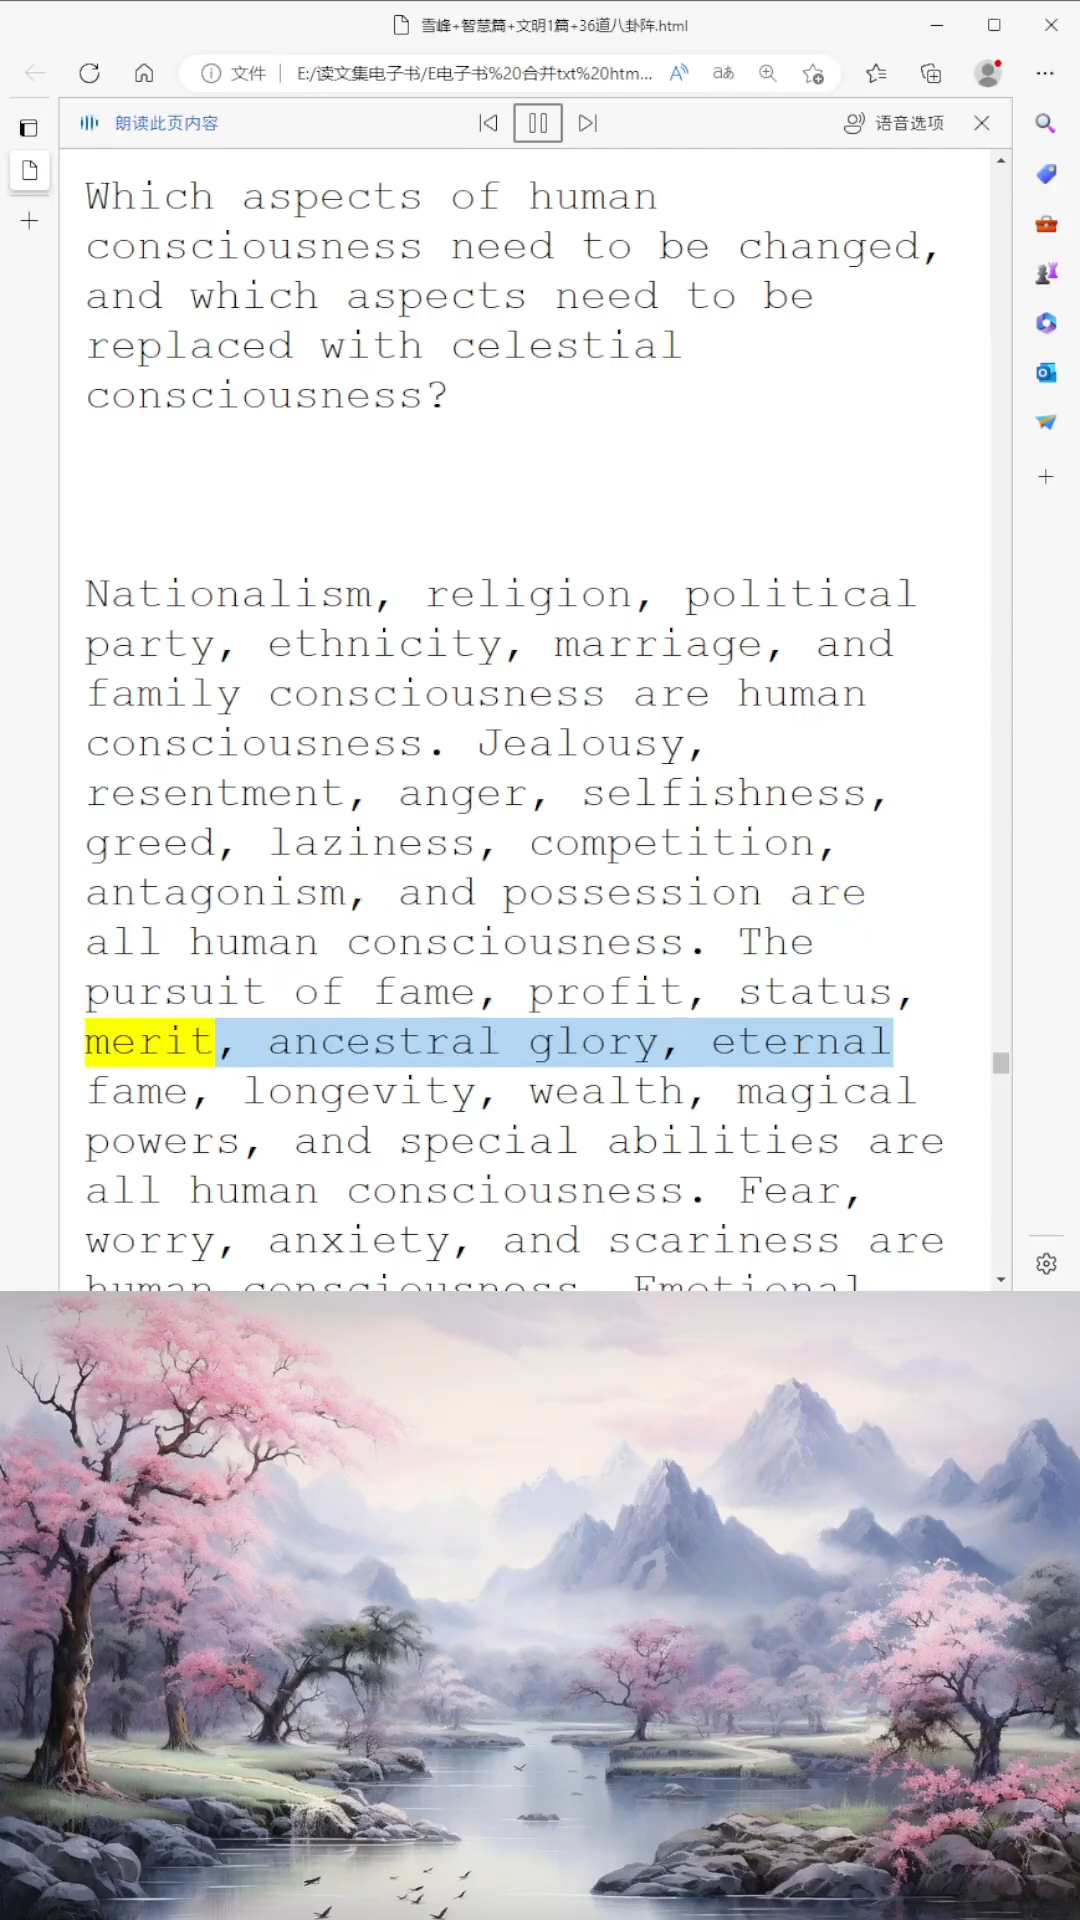 雪峰+智慧篇+文明1篇+36道八卦阵.html
文件 E:/读文集电子书/E电子书%20合并txt%20htm...
朗读此页内容 语音选项
Which aspects of human
consciousness need to be changed,
and which aspects need to be
replaced with celestial
consciousness?
Nationalism, religion, political
party, ethnicity, marriage, and
family consciousness are human
consciousness. Jealousy,
resentment, anger, selfishness,
greed, laziness, competition,
antagonism, and possession are
all human consciousness. The
pursuit of fame, profit, status,
merit, ancestral glory, eternal
fame, longevity, wealth, magical
powers, and special abilities are
all human consciousness. Fear,
worry, anxiety, and scariness are
human consciousness. Emotional